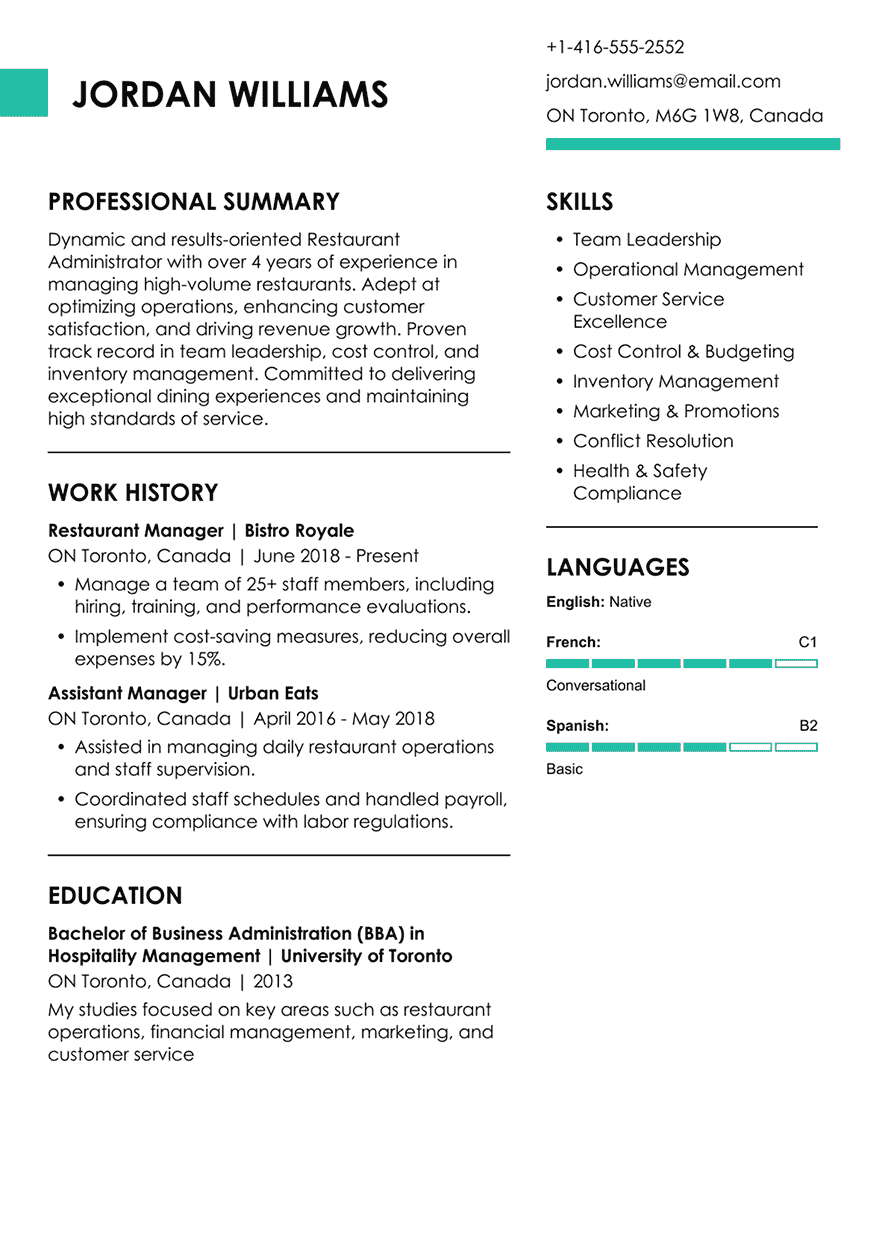 JORDAN WILLIAMS
+1-416-555-2552
jordan.williams@email.com
ON Toronto, M6G 1W8, Canada
PROFESSIONAL SUMMARY
Dynamic and results-oriented Restaurant
Administrator with over 4 years of experience in
managing high-volume restaurants. Adept at
optimizing operations, enhancing customer
satisfaction, and driving revenue growth. Proven
track record in team leadership, cost control, and
inventory management. Committed to delivering
exceptional dining experiences and maintaining
high standards of service.
WORK HISTORY
Restaurant Manager | Bistro Royale
ON Toronto, Canada | June 2018 - Present
• Manage a team of 25+ staff members, including
hiring, training, and performance evaluations.
• Implement cost-saving measures, reducing overall
expenses by 15%.
Assistant Manager | Urban Eats
ON Toronto, Canada | April 2016 - May 2018
• Assisted in managing daily restaurant operations
and staff supervision.
• Coordinated staff schedules and handled payroll,
ensuring compliance with labor regulations.
EDUCATION
Bachelor of Business Administration (BBA) in
Hospitality Management | University of Toronto
ON Toronto, Canada | 2013
My studies focused on key areas such as restaurant
operations, financial management, marketing, and
customer service
SKILLS
• Team Leadership
• Operational Management
• Customer Service
Excellence
• Cost Control & Budgeting
• Inventory Management
• Marketing & Promotions
• Conflict Resolution
• Health & Safety
Compliance
LANGUAGES
English: Native
French: C1
Conversational
Spanish: B2
Basic